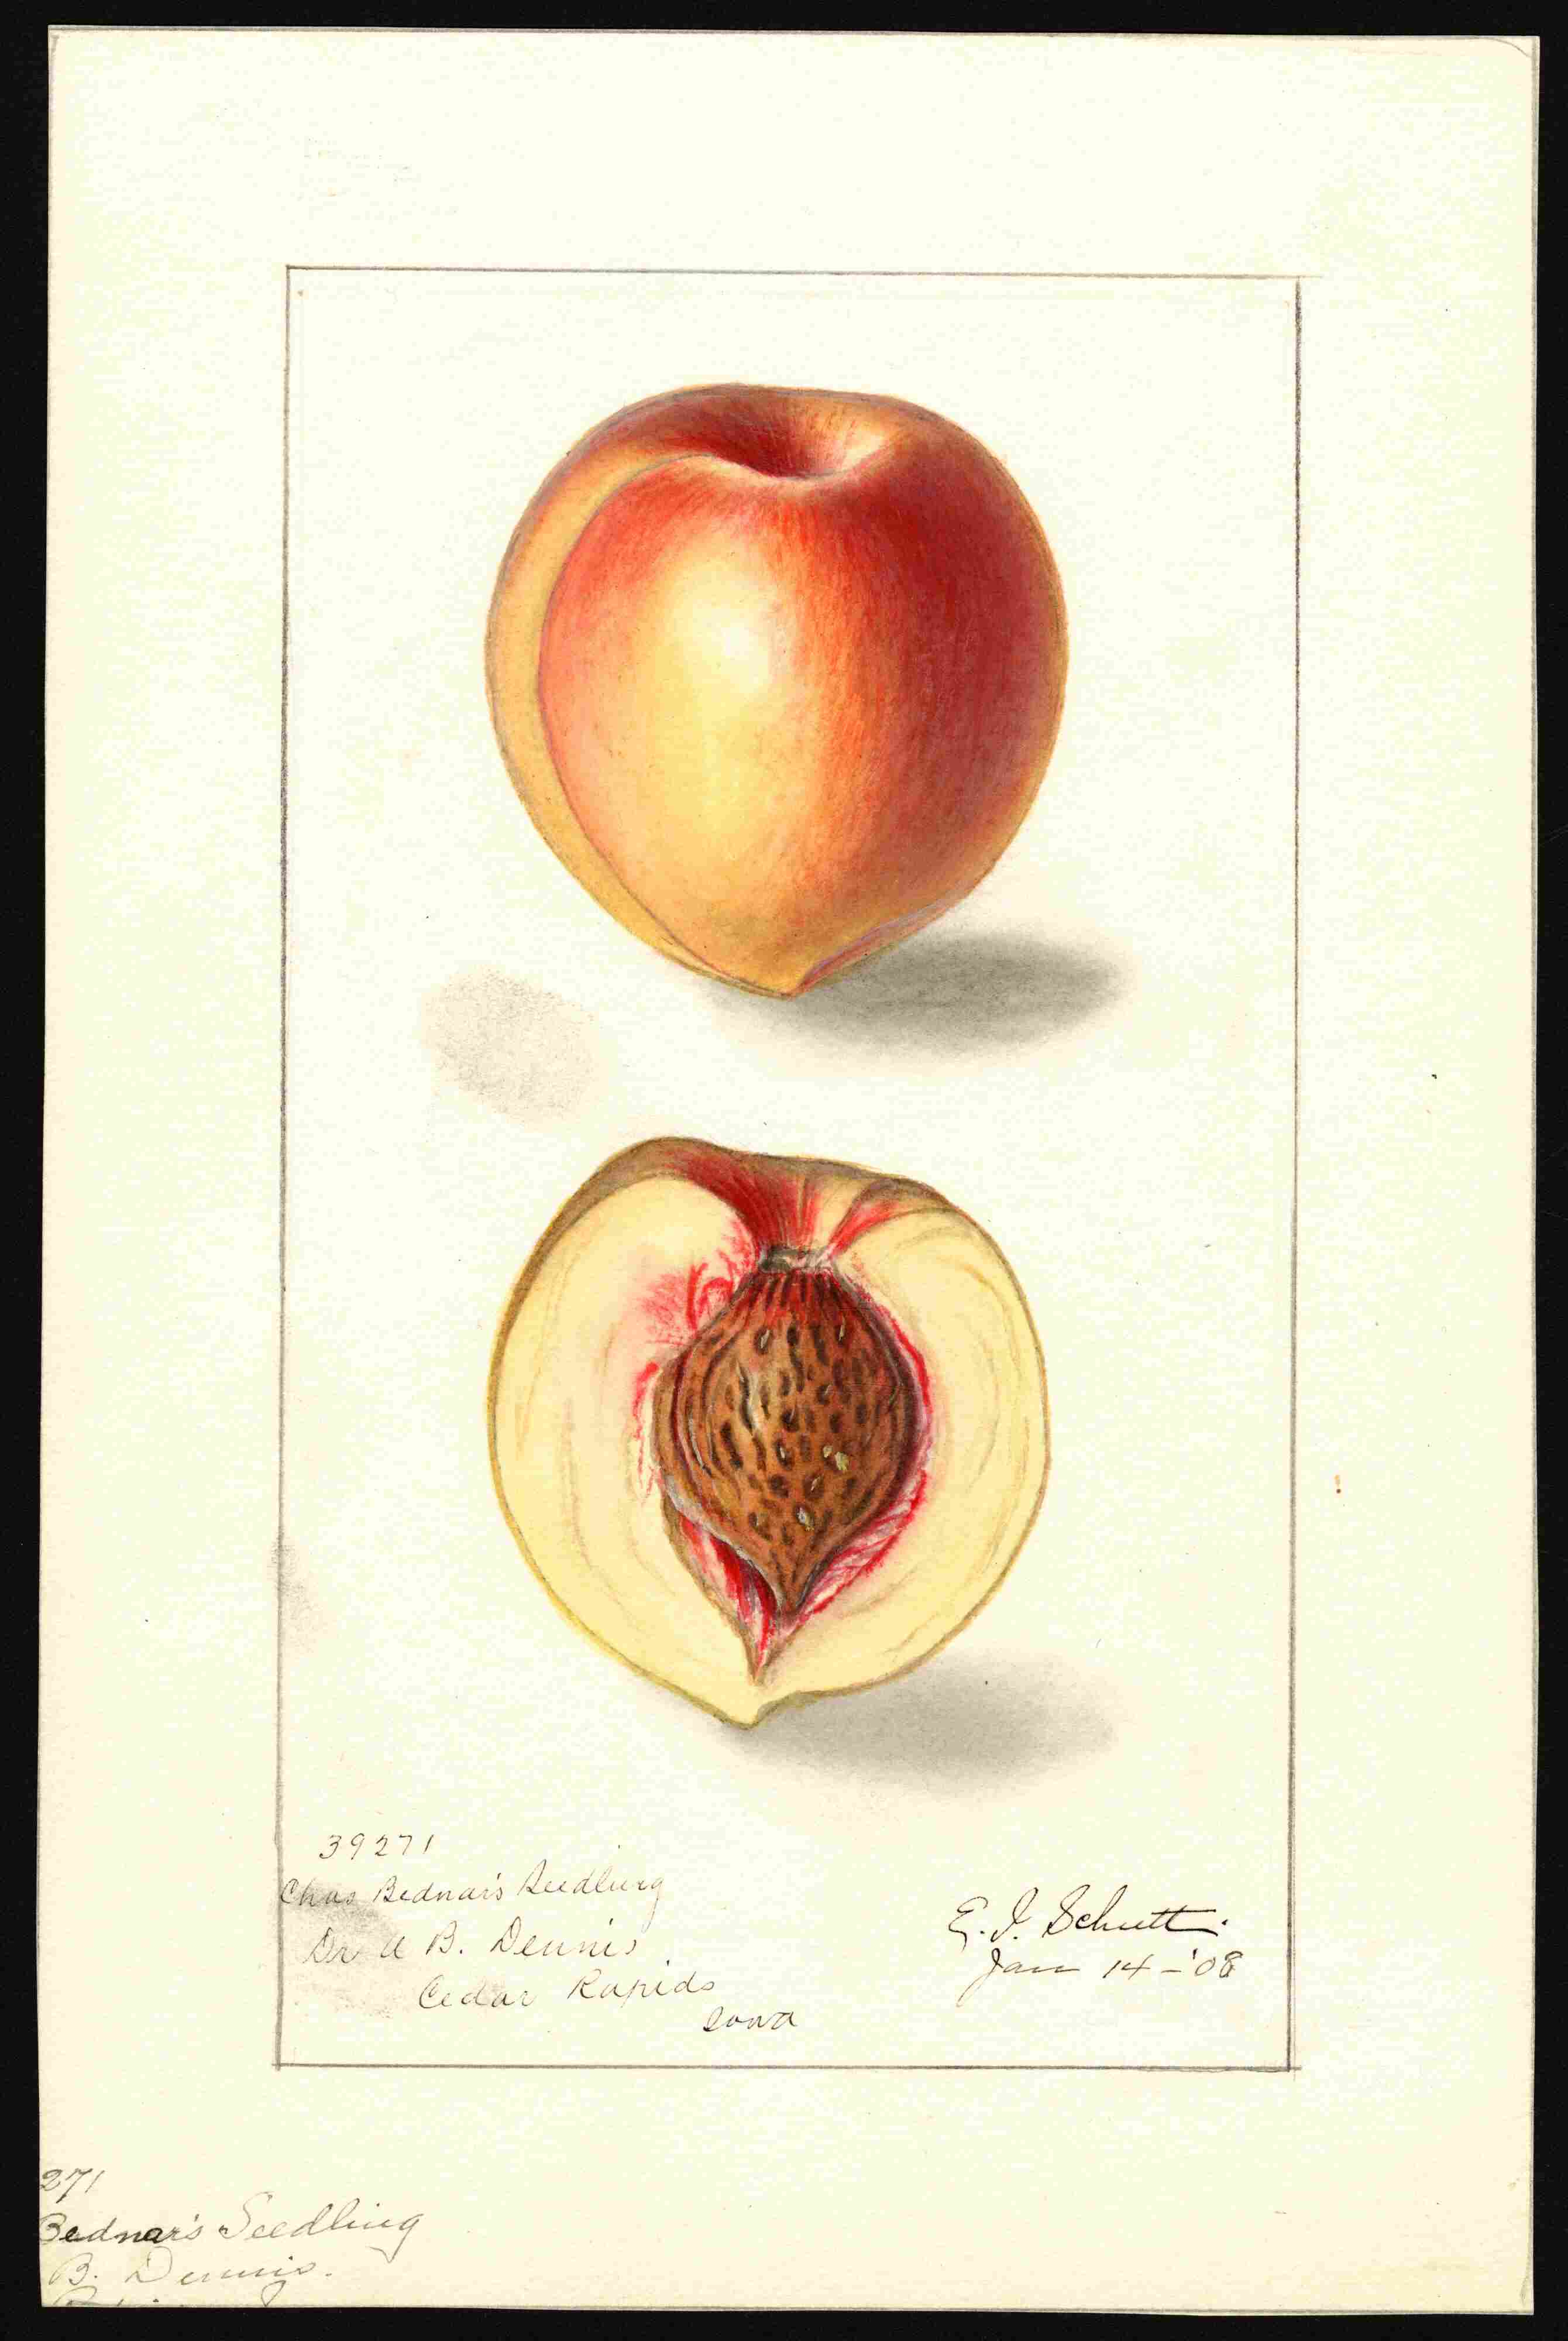 39271
Chas Bednar's Seedling
Dr A B. Dennis
Cedar Rapids
Iowa
E. I. Schutt.
Jan 14-'08
271
Bednar's Seedling
B. Dennis.